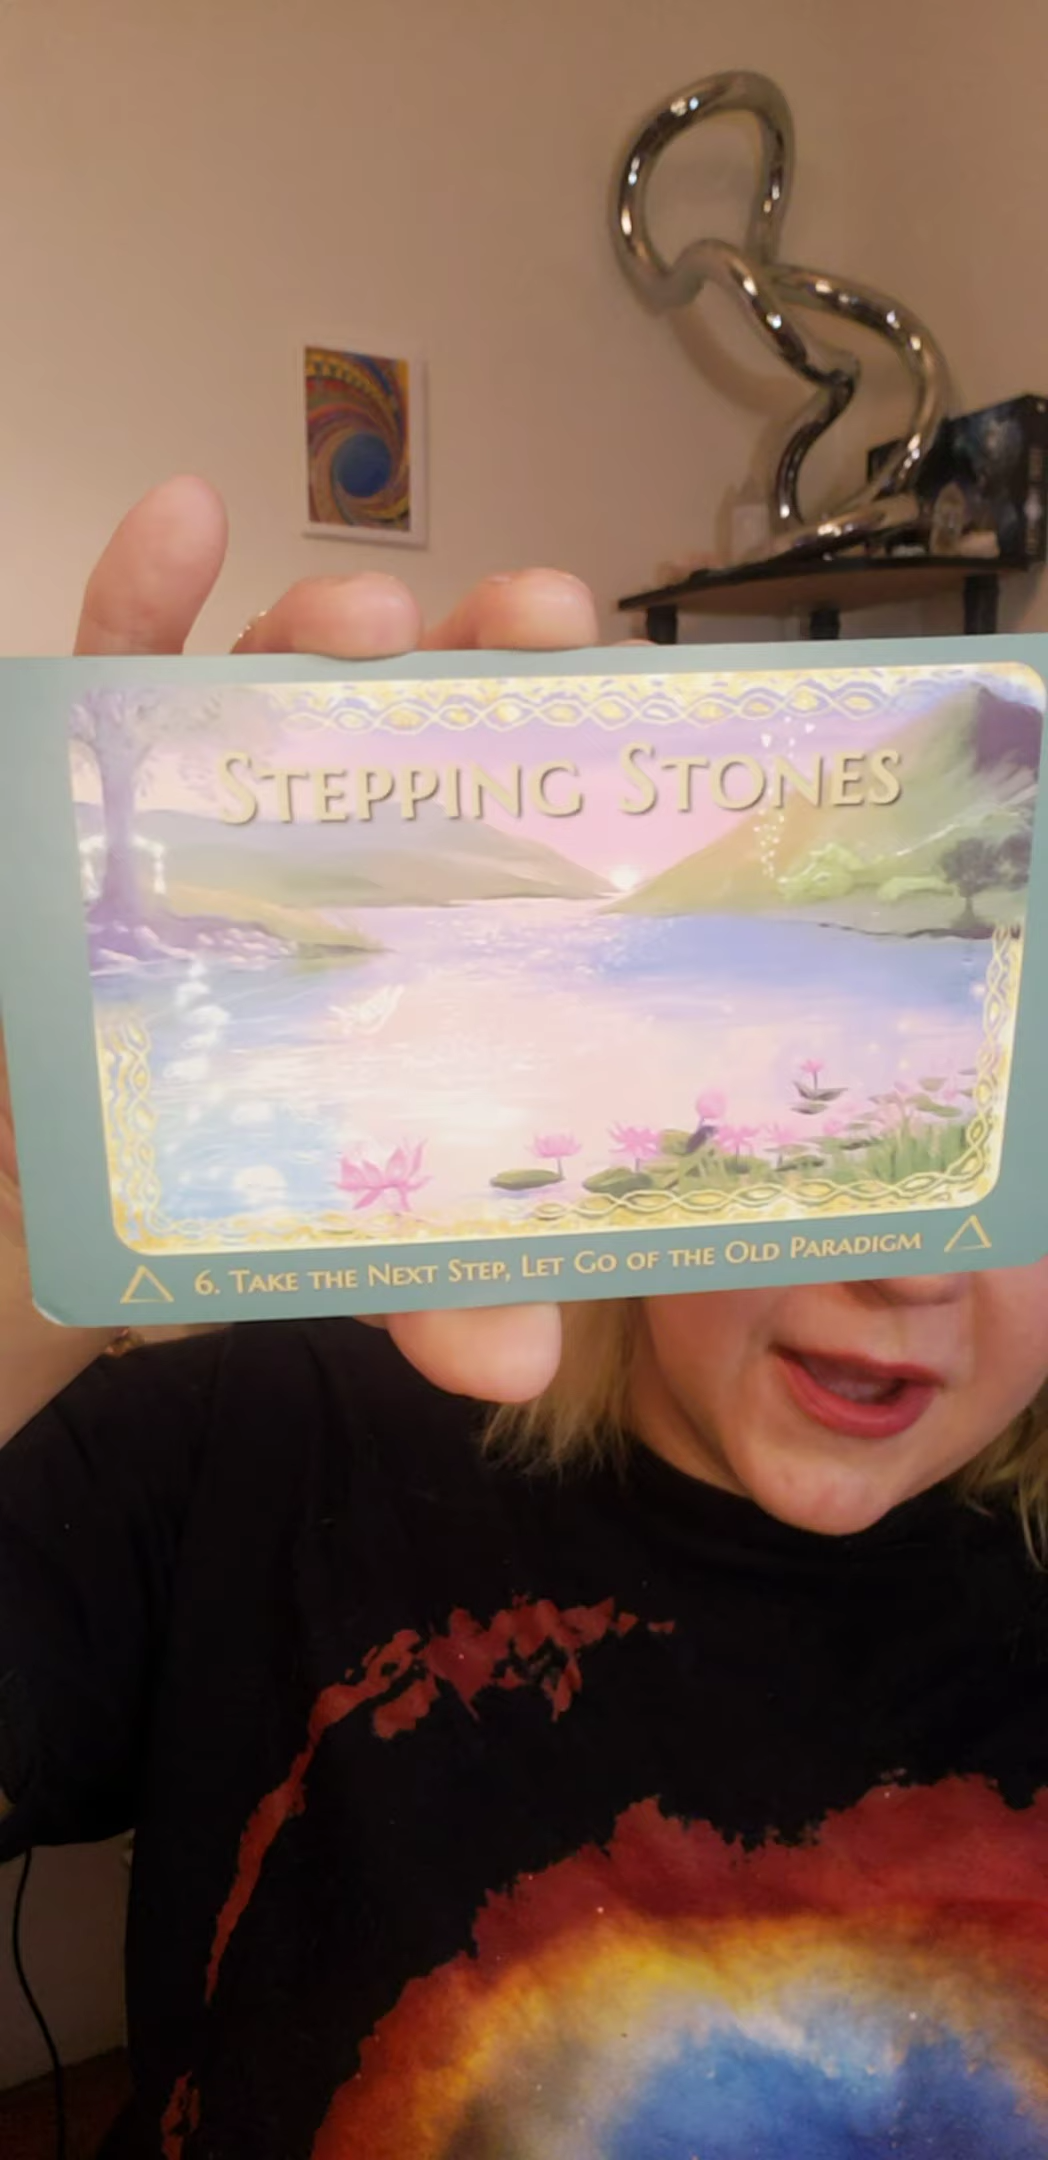 STEPPING STONES
6. TAKE THE NEXT STEP, LET GO OF THE OLD PARADIGM